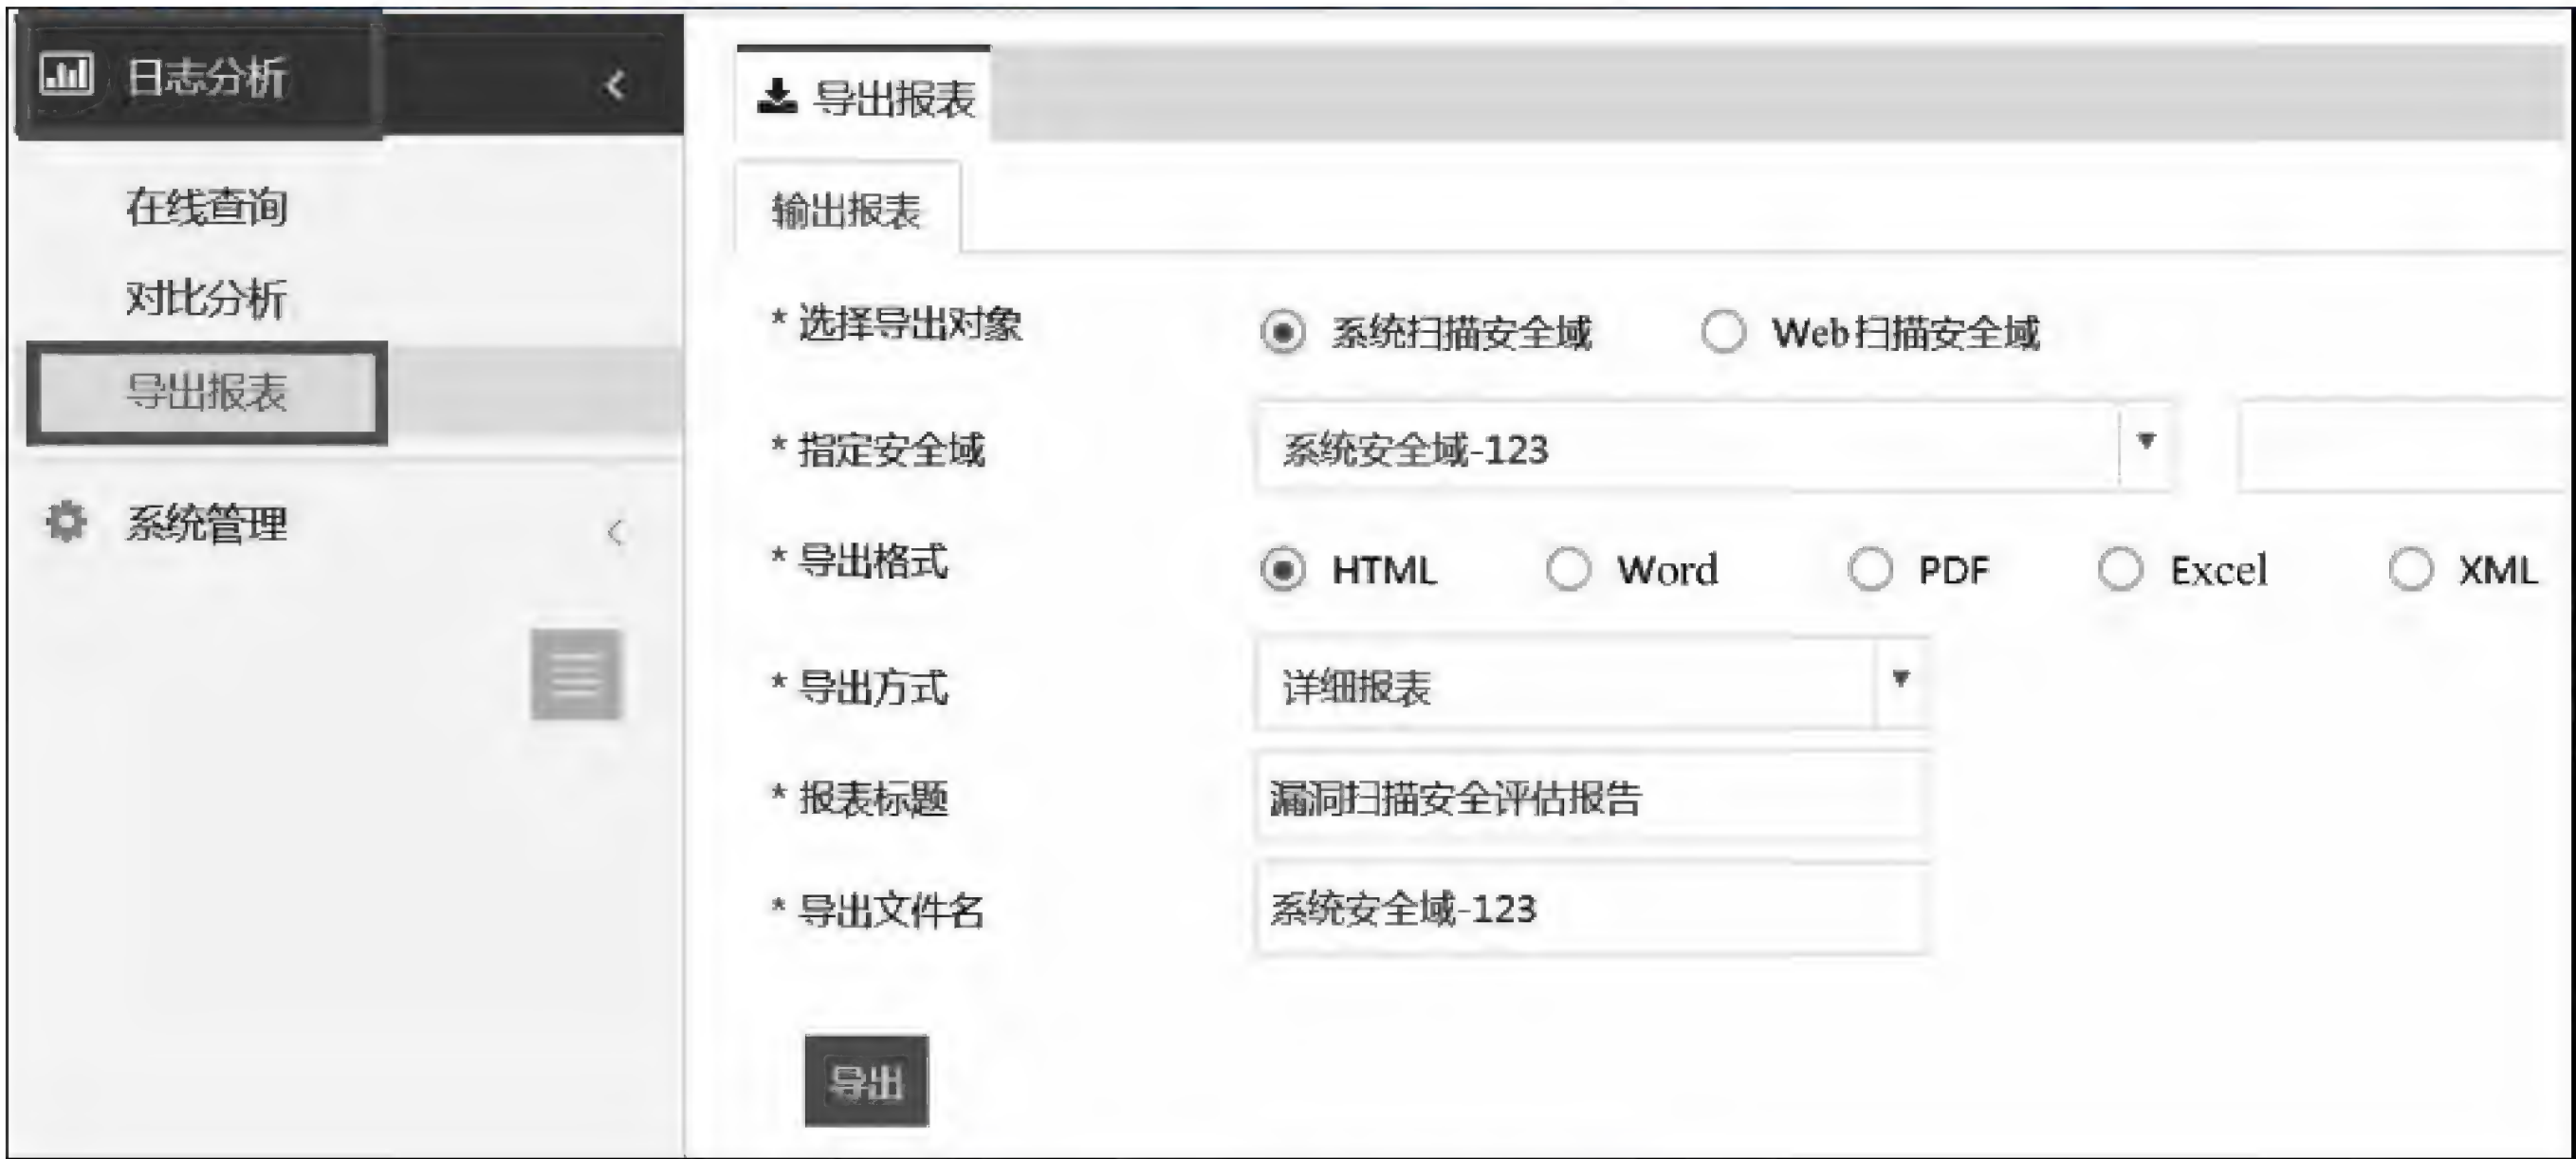 日志分析
在线查询
对比分析
导出报表
系统管理
导出报表
输出报表
* 选择导出对象 系统扫描安全域 Web扫描安全域
* 指定安全域 系统安全域-123
* 导出格式 HTML Word PDF Excel XML
* 导出方式 详细报表
* 报表标题 漏洞扫描安全评估报告
* 导出文件名 系统安全域-123
导出